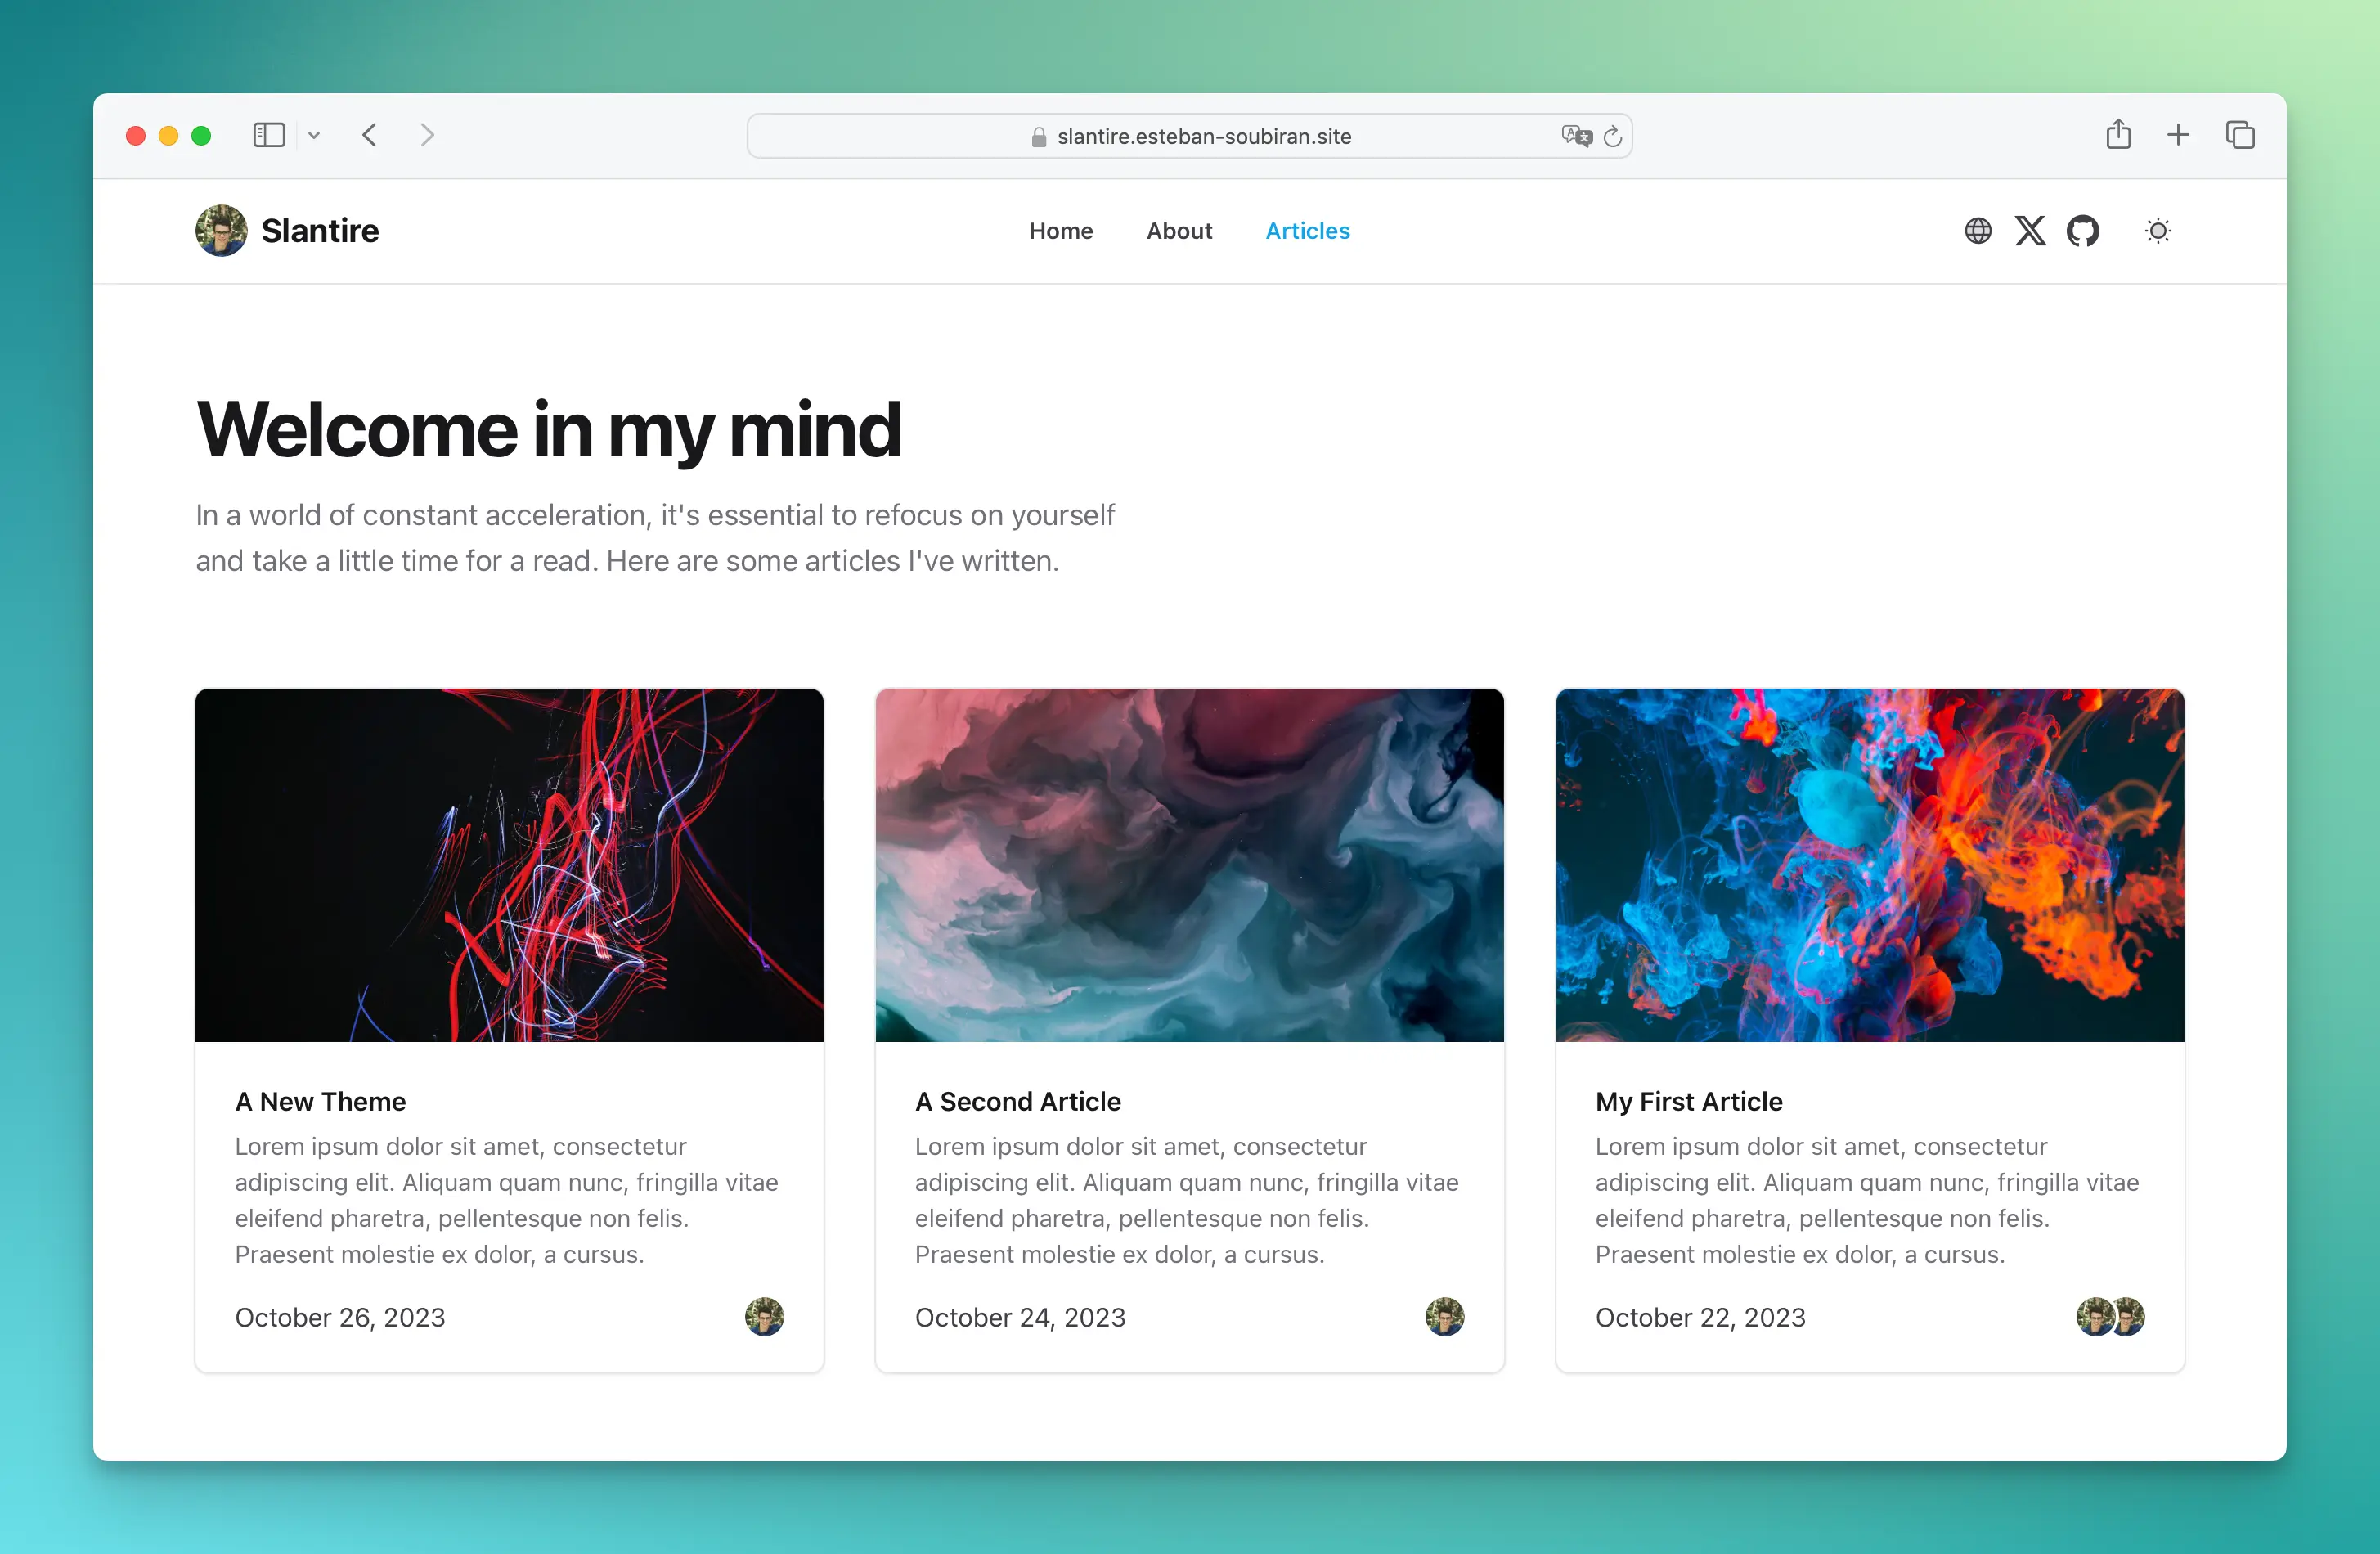 slantire.esteban-soubiran.site
Slantire
Home About Articles
Welcome in my mind
In a world of constant acceleration, it's essential to refocus on yourself
and take a little time for a read. Here are some articles I've written.
A New Theme
Lorem ipsum dolor sit amet, consectetur
adipiscing elit. Aliquam quam nunc, fringilla vitae
eleifend pharetra, pellentesque non felis.
Praesent molestie ex dolor, a cursus.
October 26, 2023
A Second Article
Lorem ipsum dolor sit amet, consectetur
adipiscing elit. Aliquam quam nunc, fringilla vitae
eleifend pharetra, pellentesque non felis.
Praesent molestie ex dolor, a cursus.
October 24, 2023
My First Article
Lorem ipsum dolor sit amet, consectetur
adipiscing elit. Aliquam quam nunc, fringilla vitae
eleifend pharetra, pellentesque non felis.
Praesent molestie ex dolor, a cursus.
October 22, 2023